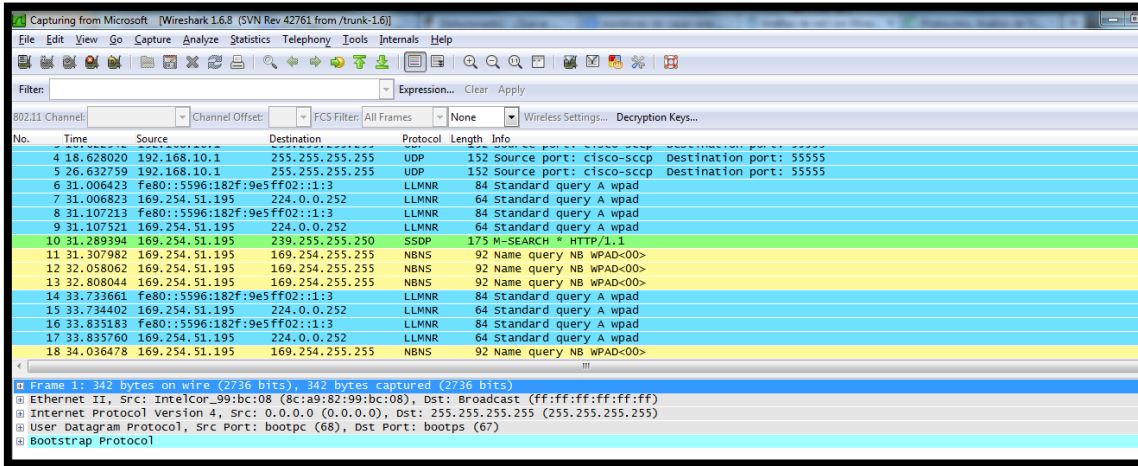 Capturing from Microsoft [Wireshark 1.6.8 (SVN Rev 42761 from /trunk-1.6)]
File Edit View Go Capture Analyze Statistics Telephony Tools Internals Help
Filter: Expression... Clear Apply
802.11 Channel: Channel Offset: FCS Filter: All Frames None Wireless Settings... Decryption Keys...
No. Time Source Destination Protocol Length Info
4 18.628020 192.168.10.1 255.255.255.255 UDP 152 Source port: cisco-sccp Destination port: 55555
5 26.632759 192.168.10.1 255.255.255.255 UDP 152 Source port: cisco-sccp Destination port: 55555
6 31.006423 fe80::5596:182f:9e5ff02::1:3 LLMNR 84 Standard query A wpad
7 31.006823 169.254.51.195 224.0.0.252 LLMNR 64 Standard query A wpad
8 31.107213 fe80::5596:182f:9e5ff02::1:3 LLMNR 84 Standard query A wpad
9 31.107521 169.254.51.195 224.0.0.252 LLMNR 64 Standard query A wpad
10 31.289394 169.254.51.195 239.255.255.250 SSDP 175 M-SEARCH * HTTP/1.1
11 31.307982 169.254.51.195 169.254.255.255 NBNS 92 Name query NB WPAD<00>
12 32.058062 169.254.51.195 169.254.255.255 NBNS 92 Name query NB WPAD<00>
13 32.808044 169.254.51.195 169.254.255.255 NBNS 92 Name query NB WPAD<00>
14 33.733661 fe80::5596:182f:9e5ff02::1:3 LLMNR 84 Standard query A wpad
15 33.734402 169.254.51.195 224.0.0.252 LLMNR 64 Standard query A wpad
16 33.835183 fe80::5596:182f:9e5ff02::1:3 LLMNR 84 Standard query A wpad
17 33.835760 169.254.51.195 224.0.0.252 LLMNR 64 Standard query A wpad
18 34.036478 169.254.51.195 169.254.255.255 NBNS 92 Name query NB WPAD<00>
Frame 1: 342 bytes on wire (2736 bits), 342 bytes captured (2736 bits)
Ethernet II, Src: IntelCor_99:bc:08 (8c:a9:82:99:bc:08), Dst: Broadcast (ff:ff:ff:ff:ff:ff)
Internet Protocol Version 4, Src: 0.0.0.0 (0.0.0.0), Dst: 255.255.255.255 (255.255.255.255)
User Datagram Protocol, Src Port: bootpc (68), Dst Port: bootps (67)
Bootstrap Protocol